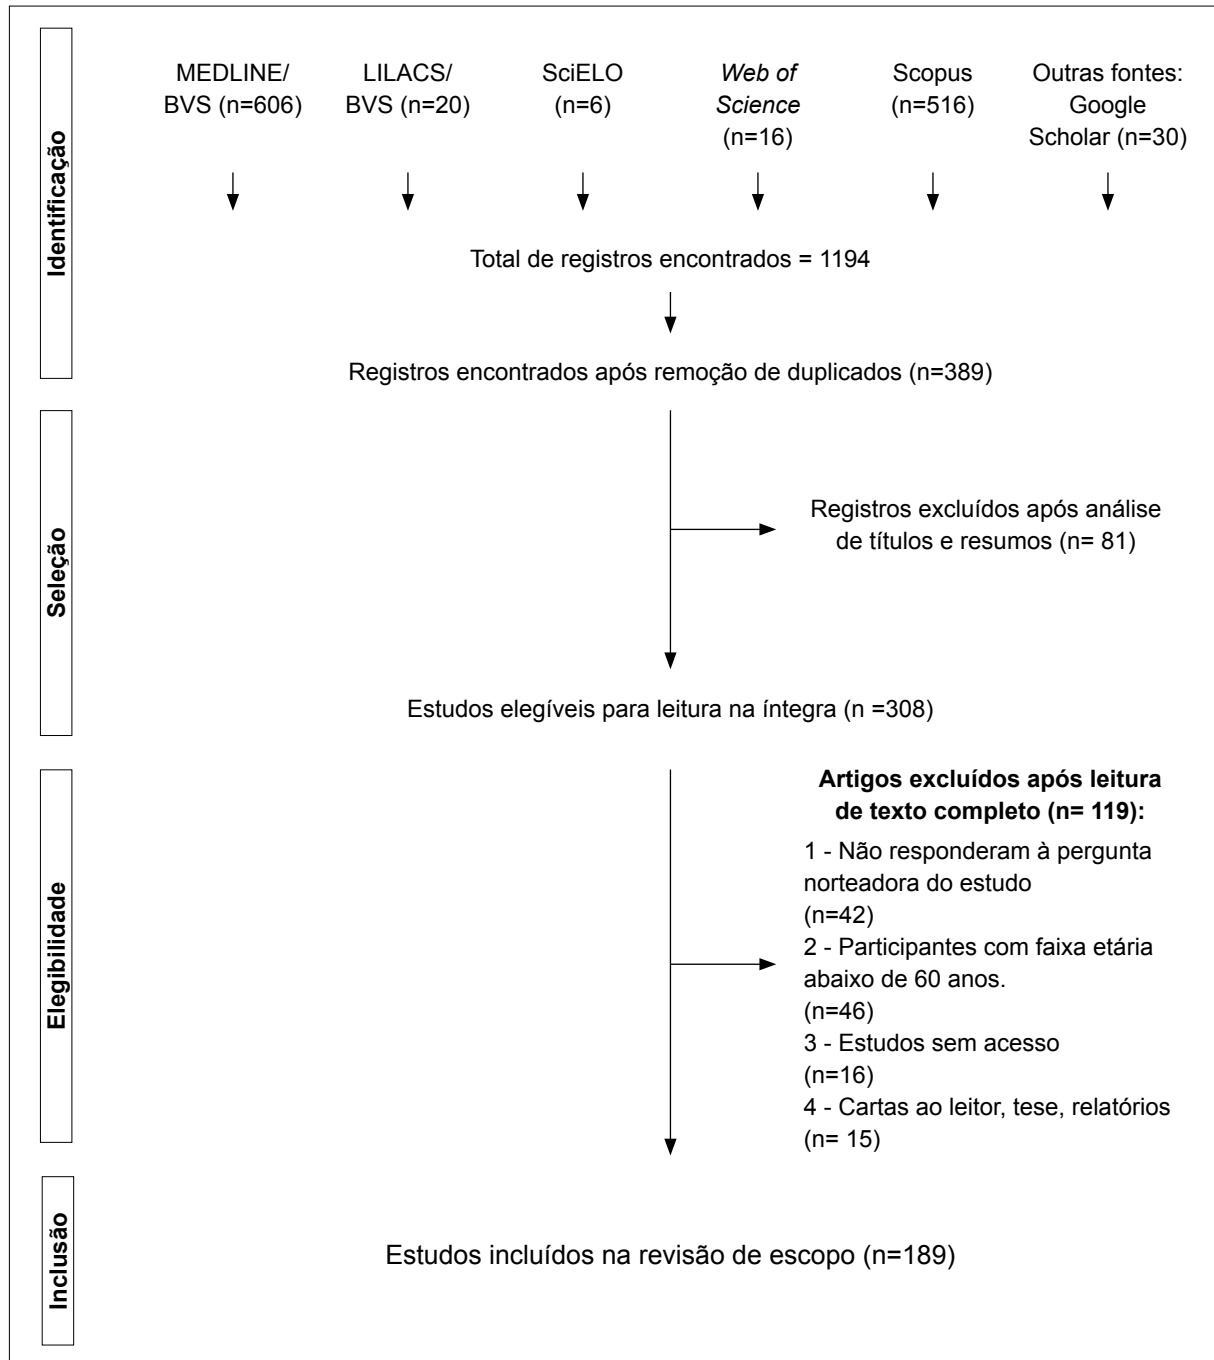 Identificação
MEDLINE/
BVS (n=606)
LILACS/
BVS (n=20)
SciELO
(n=6)
Web of
Science
(n=16)
Scopus
(n=516)
Outras fontes:
Google
Scholar (n=30)
Total de registros encontrados = 1194
Registros encontrados após remoção de duplicados (n=389)
Seleção
Registros excluídos após análise
de títulos e resumos (n= 81)
Estudos elegíveis para leitura na íntegra (n =308)
Elegibilidade
Artigos excluídos após leitura
de texto completo (n= 119):
1 - Não responderam à pergunta
norteadora do estudo
(n=42)
2 - Participantes com faixa etária
abaixo de 60 anos.
(n=46)
3 - Estudos sem acesso
(n=16)
4 - Cartas ao leitor, tese, relatórios
(n= 15)
Inclusão
Estudos incluídos na revisão de escopo (n=189)